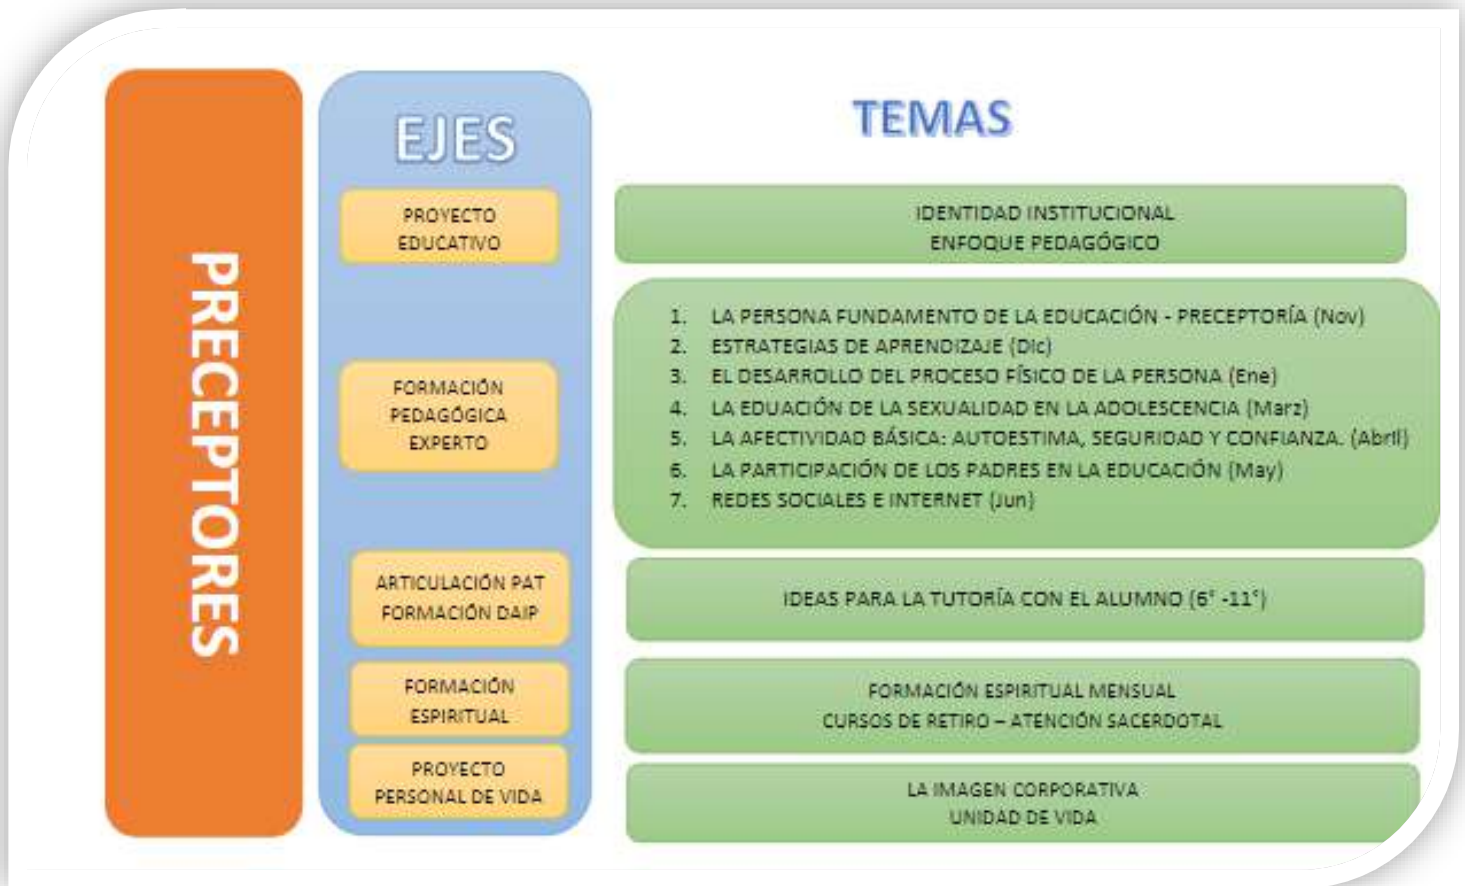 PRECEPTORES
EJES
TEMAS
PROYECTO
EDUCATIVO
IDENTIDAD INSTITUCIONAL
ENFOQUE PEDAGÓGICO
FORMACIÓN
PEDAGÓGICA
EXPERTO
1. LA PERSONA FUNDAMENTO DE LA EDUCACIÓN - PRECEPTORÍA (Nov)
2. ESTRATEGIAS DE APRENDIZAJE (Dic)
3. EL DESARROLLO DEL PROCESO FÍSICO DE LA PERSONA (Ene)
4. LA EDUACIÓN DE LA SEXUALIDAD EN LA ADOLESCENCIA (Marz)
5. LA AFECTIVIDAD BÁSICA: AUTOESTIMA, SEGURIDAD Y CONFIANZA. (Abril)
6. LA PARTICIPACIÓN DE LOS PADRES EN LA EDUCACIÓN (May)
7. REDES SOCIALES E INTERNET (Jun)
ARTICULACIÓN PAT
FORMACIÓN DAIP
IDEAS PARA LA TUTORÍA CON EL ALUMNO (6° -11°)
FORMACIÓN
ESPIRITUAL
FORMACIÓN ESPIRITUAL MENSUAL
CURSOS DE RETIRO – ATENCIÓN SACERDOTAL
PROYECTO
PERSONAL DE VIDA
LA IMAGEN CORPORATIVA
UNIDAD DE VIDA